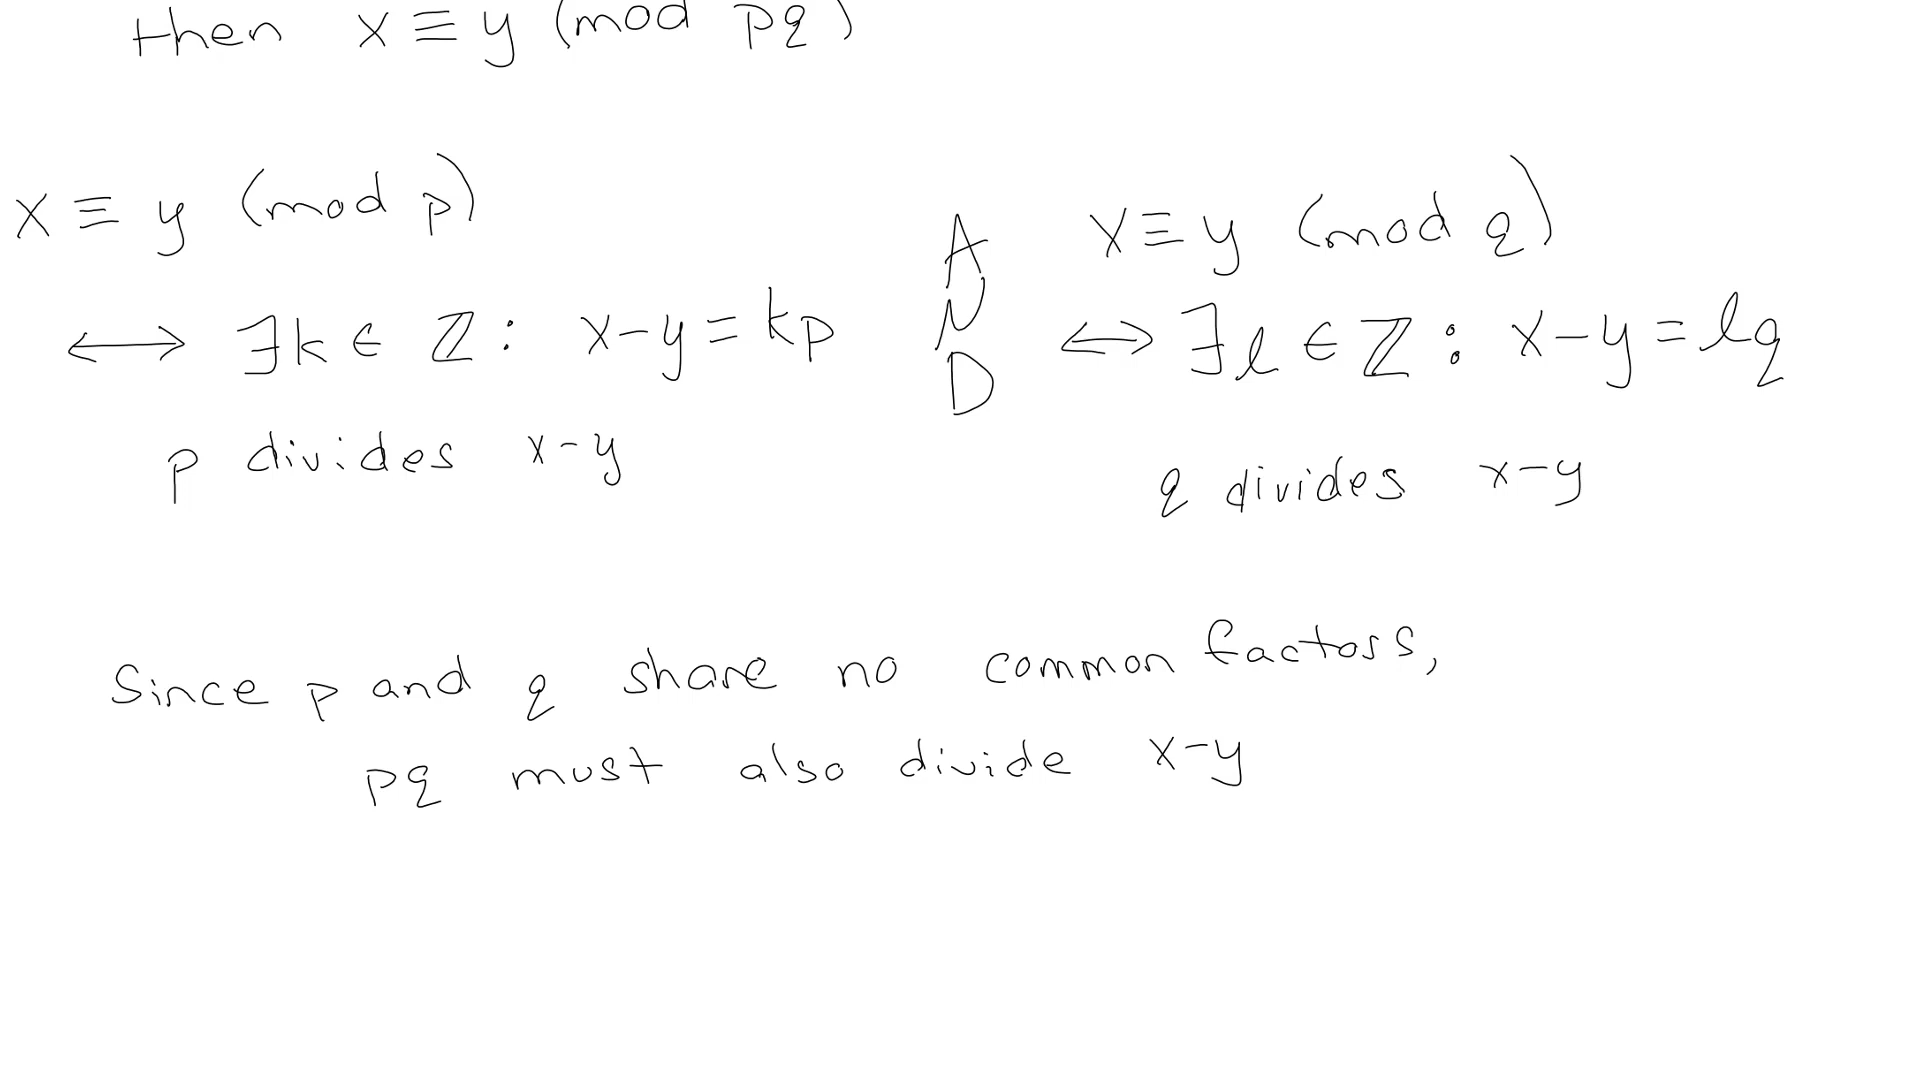 then x ≡ y (mod pq)
x ≡ y (mod p)
⟷ ∃k ∈ ℤ : x-y = kp
p divides x-y
AND
x ≡ y (mod q)
⟷ ∃l ∈ ℤ : x-y = lq
q divides x-y
Since p and q share no common factors,
pq must also divide x-y